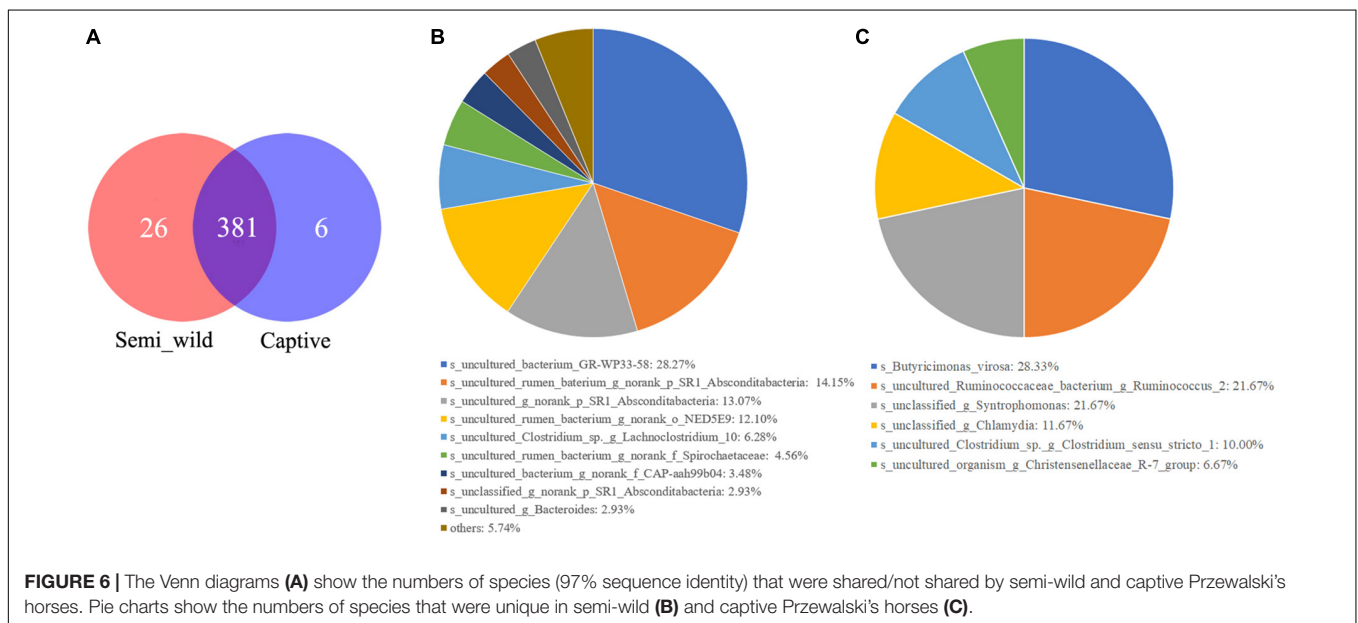 A
26
381
6
Semi_wild
Captive
B
s_uncultured_bacterium_GR-WP33-58: 28.27%
s_uncultured_rumen_baterium_g_norank_p_SR1_Absconditabacteria: 14.15%
s_uncultured_g_norank_p_SR1_Absconditabacteria: 13.07%
s_uncultured_rumen_bacterium_g_norank_o_NED5E9: 12.10%
s_uncultured_Clostridium_sp._g_Lachnoclostridium_10: 6.28%
s_uncultured_rumen_bacterium_g_norank_f_Spirochaetaceae: 4.56%
s_uncultured_bacterium_g_norank_f_CAP-aah99b04: 3.48%
s_unclassified_g_norank_p_SR1_Absconditabacteria: 2.93%
s_uncultured_g_Bacteroides: 2.93%
others: 5.74%
C
s_Butyricimonas_virosa: 28.33%
s_uncultured_Ruminococcaceae_bacterium_g_Ruminococcus_2: 21.67%
s_unclassified_g_Syntrophomonas: 21.67%
s_unclassified_g_Chlamydia: 11.67%
s_uncultured_Clostridium_sp._g_Clostridium_sensu_stricto_1: 10.00%
s_uncultured_organism_g_Christensenellaceae_R-7_group: 6.67%
FIGURE 6 | The Venn diagrams (A) show the numbers of species (97% sequence identity) that were shared/not shared by semi-wild and captive Przewalski's
horses. Pie charts show the numbers of species that were unique in semi-wild (B) and captive Przewalski's horses (C).